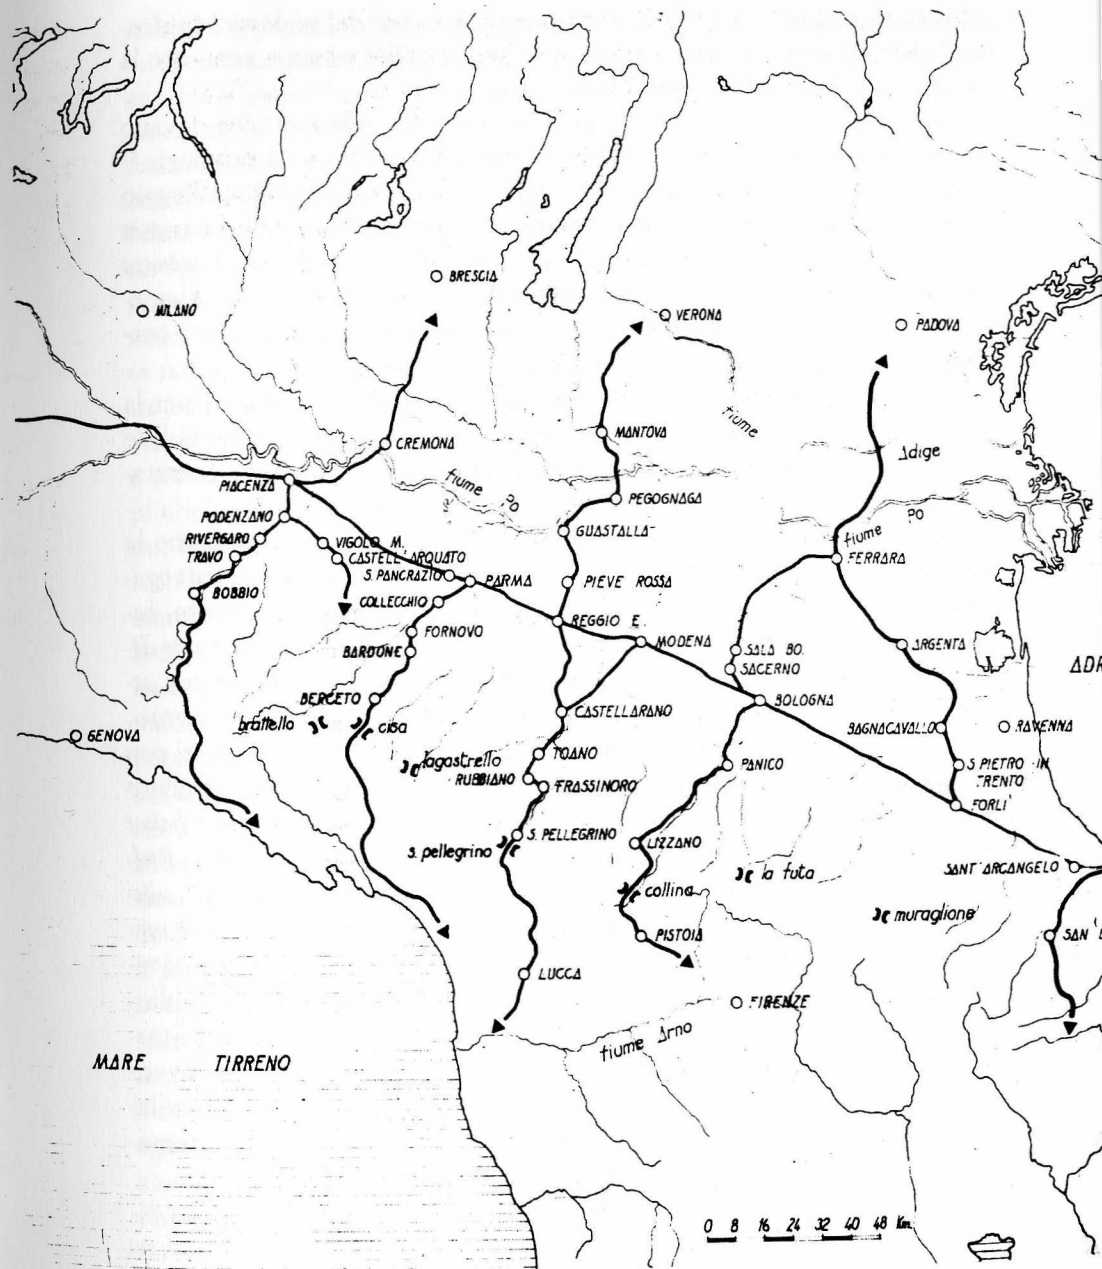 BRESCIA
MILANO
VERONA
PADOVA
fiume
MANTOVA
CREMONA
Adige
PIACENZA
fiume Po
PEGOGNAGA
Po
PODENZANO
GUASTALLA
fiume
RIVERGARO
VIGOLO M.
TRAVO
CASTELL'ARQUATO
FERRARA
S. PANCRAZIO
PARMA
PIEVE ROSSA
BOBBIO
COLLECCHIO
REGGIO E.
FORNOVO
MODENA
SALA BO.
ARGENTA
BARDONE
SACERNO
ADR
BERCETO
BOLOGNA
brattello
cisa
CASTELLARANO
BAGNACAVALLO
RAVENNA
GENOVA
lagastrello
TOANO
PANICO
S. PIETRO IN
TRENTO
RUBBIANO
FRASSINORO
FORLI'
S. PELLEGRINO
s. pellegrino
LIZZANO
la futa
SANT'ARCANGELO
collina
muraglione
PISTOIA
SAN
LUCCA
FIRENZE
fiume Arno
MARE TIRRENO
0 8 16 24 32 40 48 Km.